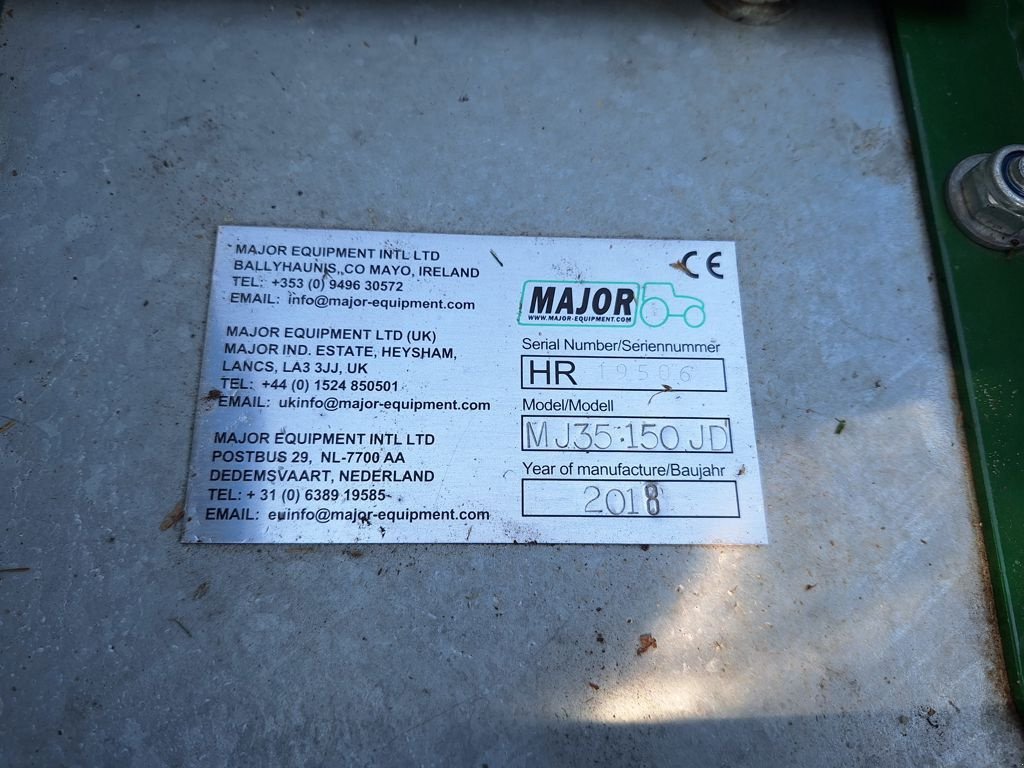 MAJOR EQUIPMENT INTL LTD
BALLYHAUNIS,,CO MAYO, IRELAND
TEL: +353 (0) 9496 30572
EMAIL: info@major-equipment.com
MAJOR EQUIPMENT LTD (UK)
MAJOR IND. ESTATE, HEYSHAM,
LANCS, LA3 3JJ, UK
TEL: +44 (0) 1524 850501
EMAIL: ukinfo@major-equipment.com
MAJOR EQUIPMENT INTL LTD
POSTBUS 29, NL-7700 AA
DEDEMSVAART, NEDERLAND
TEL: + 31 (0) 6389 19585
EMAIL: euinfo@major-equipment.com
CE
MAJOR
WWW.MAJOR-EQUIPMENT.COM
Serial Number/Seriennummer
HR 19506
Model/Modell
MJ35·150JD
Year of manufacture/Baujahr
2018